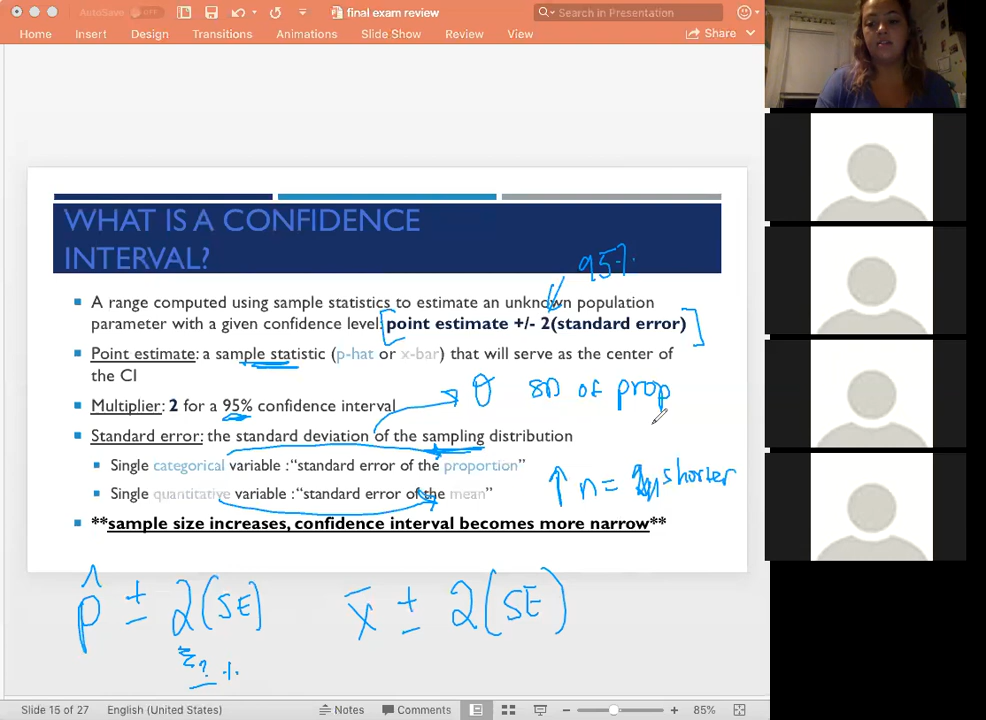 AutoSave OFF
final exam review
Search in Presentation
Home Insert Design Transitions Animations Slide Show Review View Share
WHAT IS A CONFIDENCE
INTERVAL?
95%
A range computed using sample statistics to estimate an unknown population
parameter with a given confidence level: point estimate +/- 2(standard error)
Point estimate: a sample statistic (p-hat or x-bar) that will serve as the center of
the CI
SD of prop
Multiplier: 2 for a 95% confidence interval
Standard error: the standard deviation of the sampling distribution
Single categorical variable :“standard error of the proportion”
↑ n = shorter
Single quantitative variable :“standard error of the mean”
**sample size increases, confidence interval becomes more narrow**
p̂ ± 2(SE) x̄ ± 2(SE)
Slide 15 of 27 English (United States) Notes Comments 85%